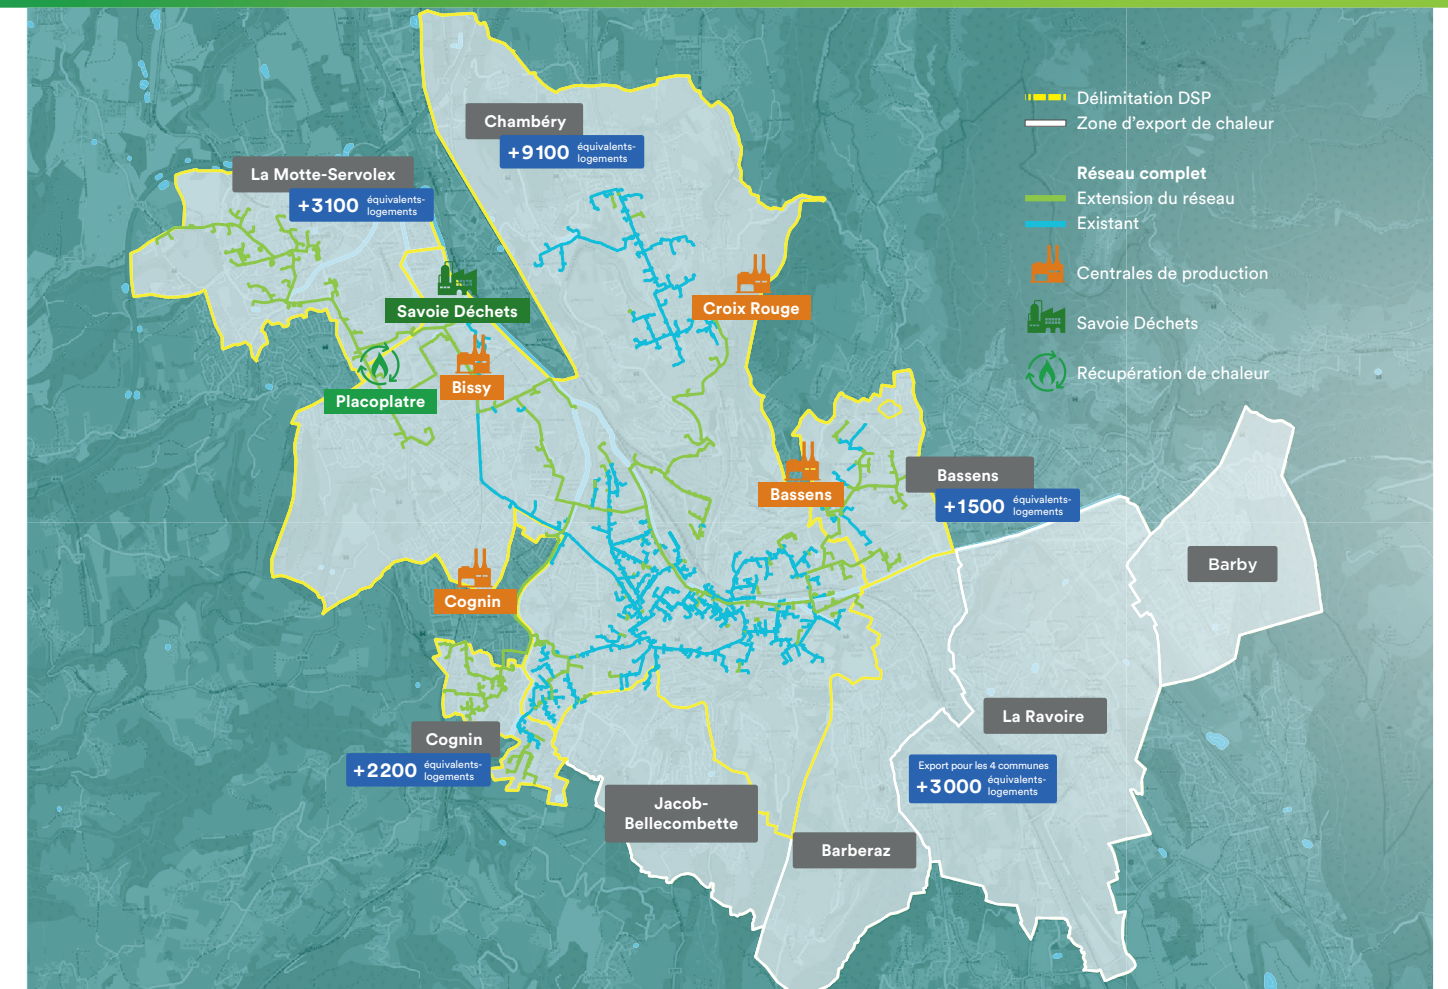 Délimitation DSP
Zone d'export de chaleur
Réseau complet
Extension du réseau
Existant
Centrales de production
Savoie Déchets
Récupération de chaleur
Chambéry
+9100 équivalents-
logements
La Motte-Servolex
+3100 équivalents-
logements
Savoie Déchets
Croix Rouge
Bissy
Placoplatre
Bassens
+1500 équivalents-
logements
Bassens
Barby
Cognin
La Ravoire
Cognin
+2200 équivalents-
logements
Export pour les 4 communes
+3000 équivalents-
logements
Jacob-
Bellecombette
Barberaz